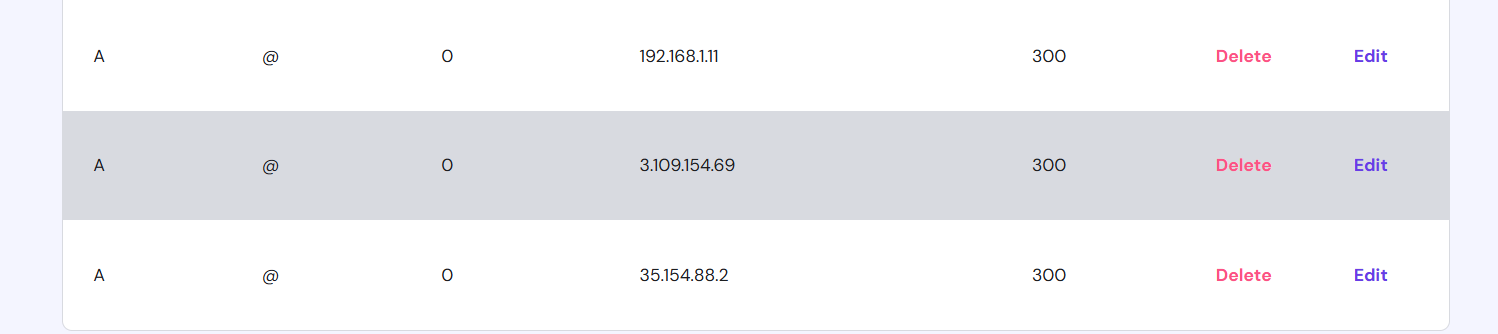 A @ 0 192.168.1.11 300 Delete Edit
A @ 0 3.109.154.69 300 Delete Edit
A @ 0 35.154.88.2 300 Delete Edit